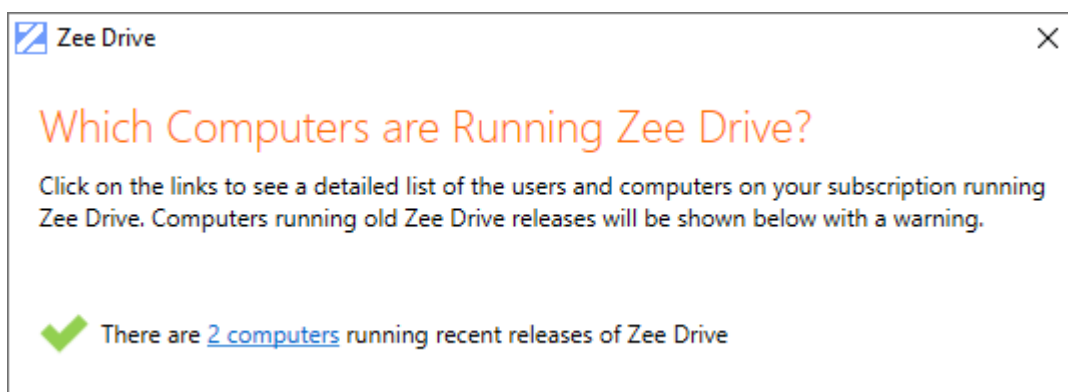 Zee Drive
Which Computers are Running Zee Drive?
Click on the links to see a detailed list of the users and computers on your subscription running
Zee Drive. Computers running old Zee Drive releases will be shown below with a warning.
There are 2 computers running recent releases of Zee Drive